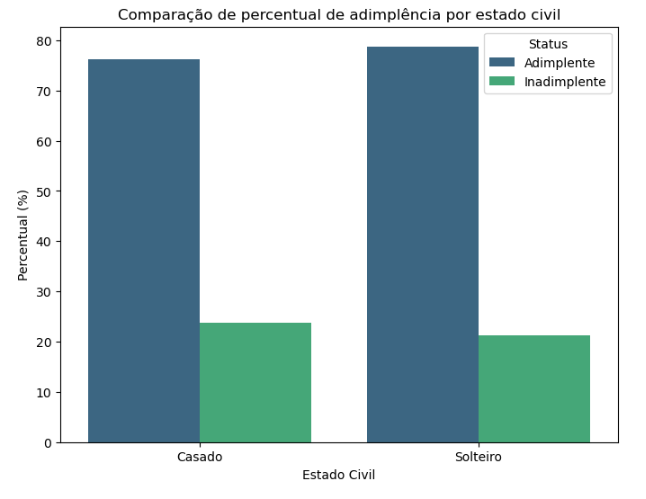 Comparação de percentual de adimplência por estado civil
Status
Adimplente
Inadimplente
Percentual (%)
80
70
60
50
40
30
20
10
0
Casado
Solteiro
Estado Civil